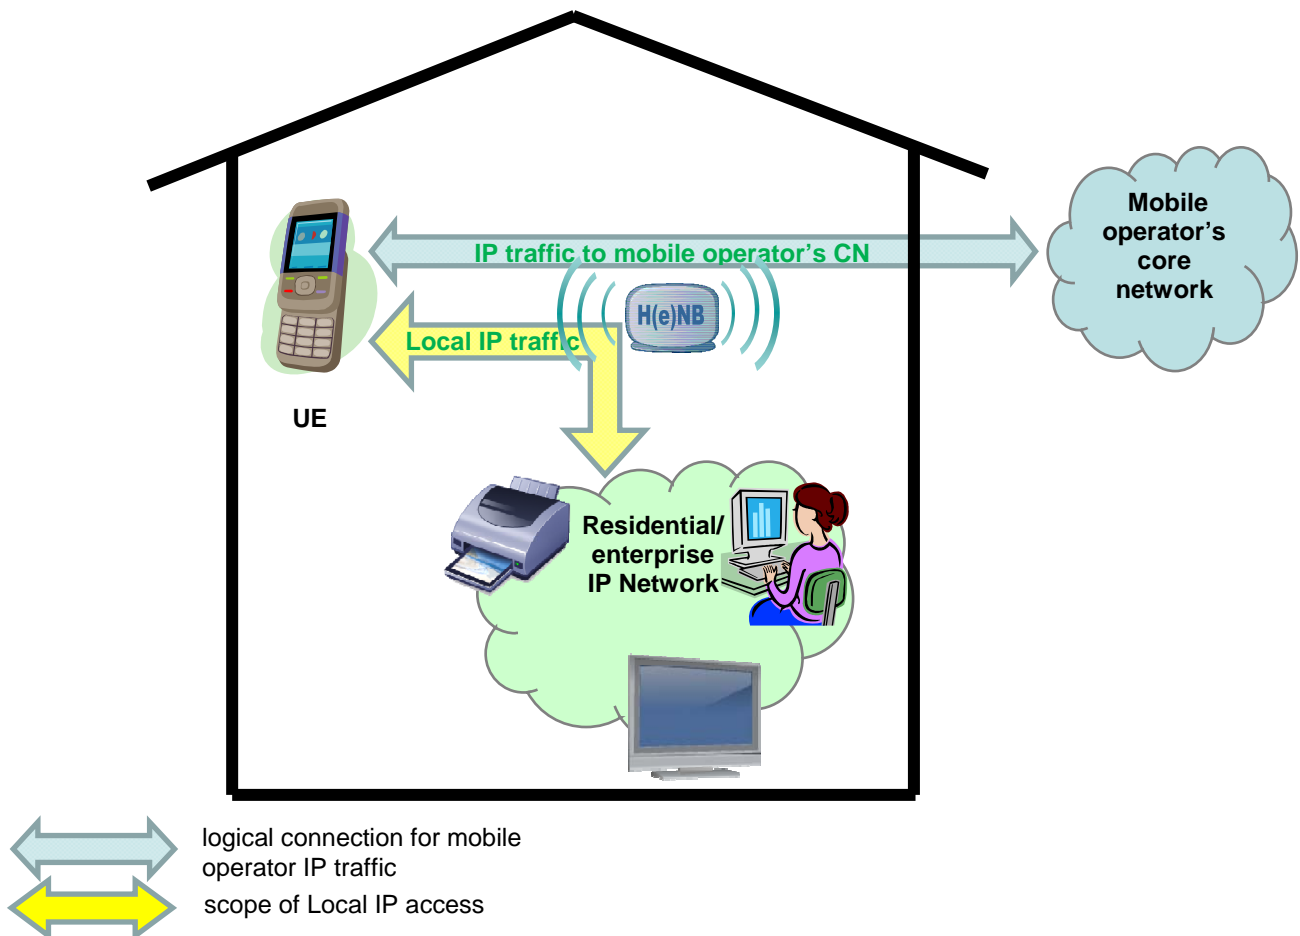 Mobile
operator's
core
network
IP traffic to mobile operator's CN
H(e)NB
Local IP traffic
UE
Residential/
enterprise
IP Network
logical connection for mobile
operator IP traffic
scope of Local IP access